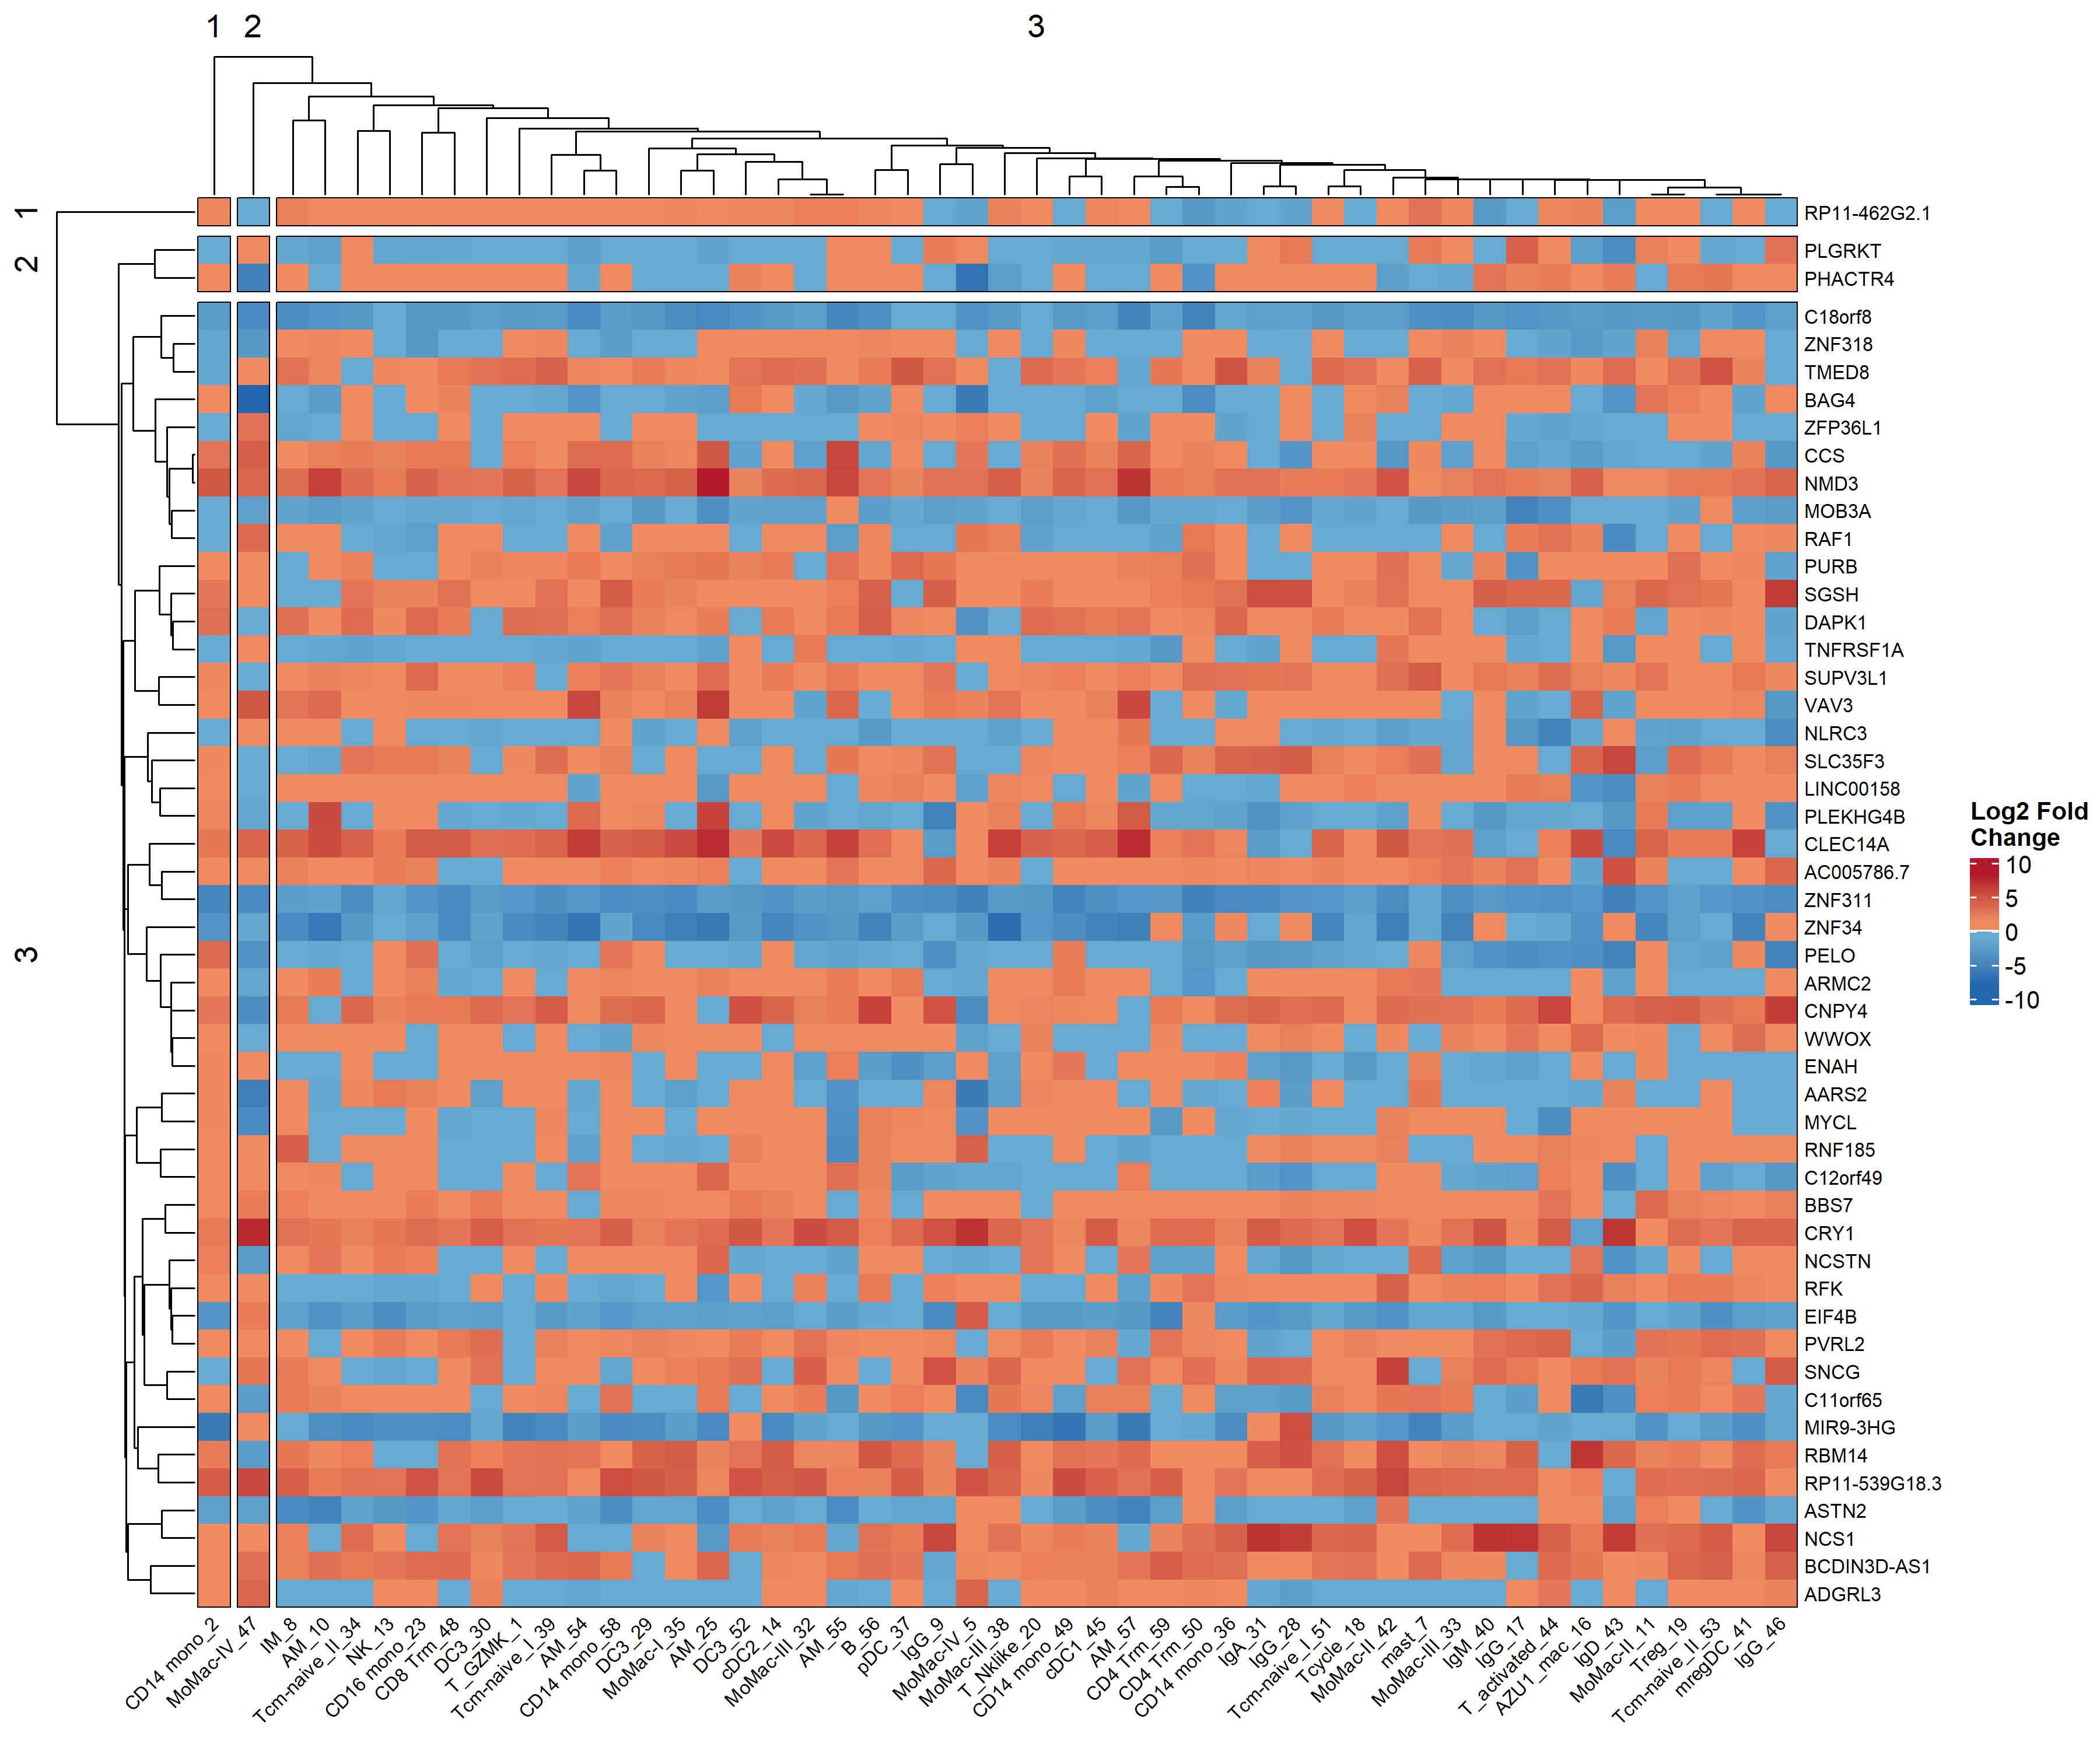 1
2
3
1
2
3
RP11-462G2.1
PLGRKT
PHACTR4
C18orf8
ZNF318
TMED8
BAG4
ZFP36L1
CCS
NMD3
MOB3A
RAF1
PURB
SGSH
DAPK1
TNFRSF1A
SUPV3L1
VAV3
NLRC3
SLC35F3
LINC00158
PLEKHG4B
CLEC14A
AC005786.7
ZNF311
ZNF34
PELO
ARMC2
CNPY4
WWOX
ENAH
AARS2
MYCL
RNF185
C12orf49
BBS7
CRY1
NCSTN
RFK
EIF4B
PVRL2
SNCG
C11orf65
MIR9-3HG
RBM14
RP11-539G18.3
ASTN2
NCS1
BCDIN3D-AS1
ADGRL3
CD14 mono_2
MoMac-IV_47
IM_8
AM_10
Tcm-naive_II_34
NK_13
CD16 mono_23
CD8 Trm_48
DC3_30
T_GZMK_1
Tcm-naive_I_39
AM_54
CD14 mono_58
DC3_29
MoMac-I_35
AM_25
DC3_52
cDC2_14
MoMac-III_32
AM_55
B_56
pDC_37
IgG_9
MoMac-IV_5
MoMac-III_38
T_Nklike_20
CD14 mono_49
cDC1_45
AM_57
CD4 Trm_59
CD4 Trm_50
CD14 mono_36
IgA_31
IgG_28
Tcm-naive_I_51
Tcycle_18
MoMac-II_42
mast_7
MoMac-III_33
IgM_40
IgG_17
T_activated_44
AZU1_mac_16
IgD_43
MoMac-II_11
Treg_19
Tcm-naive_II_53
mregDC_41
IgG_46
Log2 Fold
Change
10
5
0
-5
-10